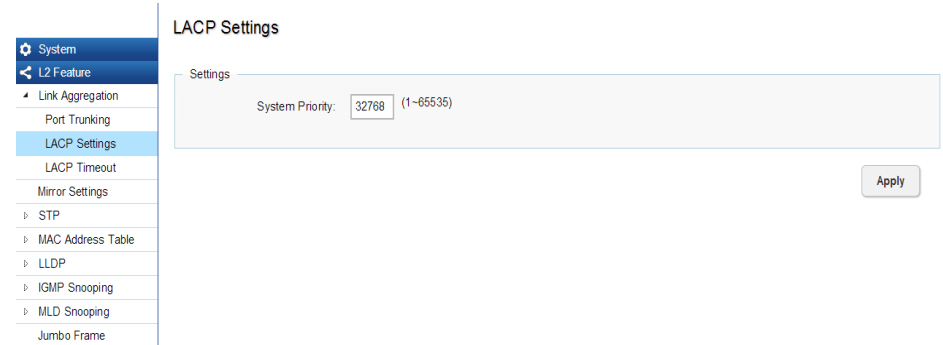 LACP Settings
System
L2 Feature
Link Aggregation
Port Trunking
LACP Settings
LACP Timeout
Mirror Settings
STP
MAC Address Table
LLDP
IGMP Snooping
MLD Snooping
Jumbo Frame
Settings
System Priority: 32768 (1~65535)
Apply